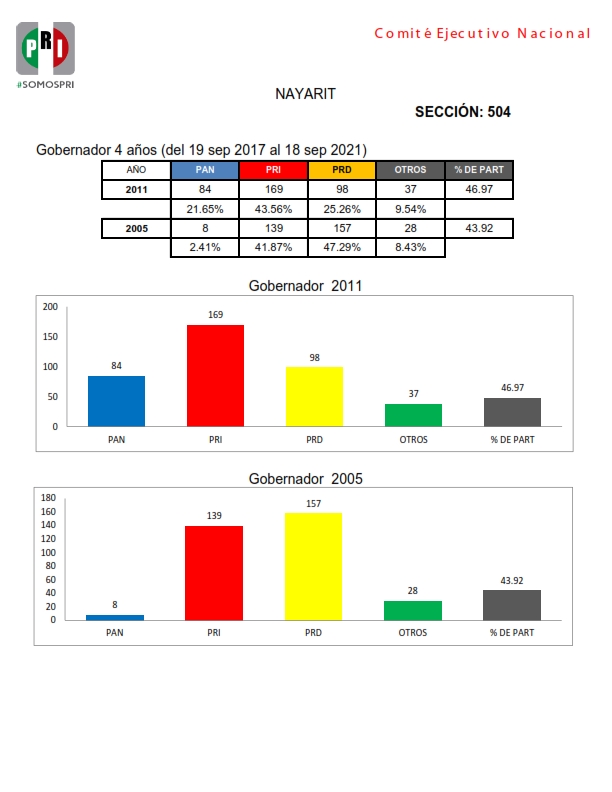 Comité Ejecutivo Nacional
PRI
#SOMOSPRI
NAYARIT
SECCIÓN: 504
Gobernador 4 años (del 19 sep 2017 al 18 sep 2021)
AÑO PAN PRI PRD OTROS % DE PART
2011 84 169 98 37 46.97
21.65% 43.56% 25.26% 9.54%
2005 8 139 157 28 43.92
2.41% 41.87% 47.29% 8.43%
Gobernador 2011
200
150
100
50
0
84
169
98
37
46.97
PAN PRI PRD OTROS % DE PART
Gobernador 2005
180
160
140
120
100
80
60
40
20
0
8
139
157
28
43.92
PAN PRI PRD OTROS % DE PART